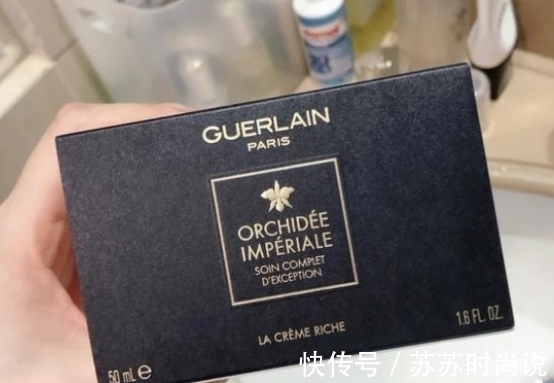 GUERLAIN
PARIS
ORCHIDÉE
IMPÉRIALE
SOIN COMPLET
D'EXCEPTION
LA CRÈME RICHE
50 mL e
1.6 FL. OZ.
快传号 / 苏苏时尚说